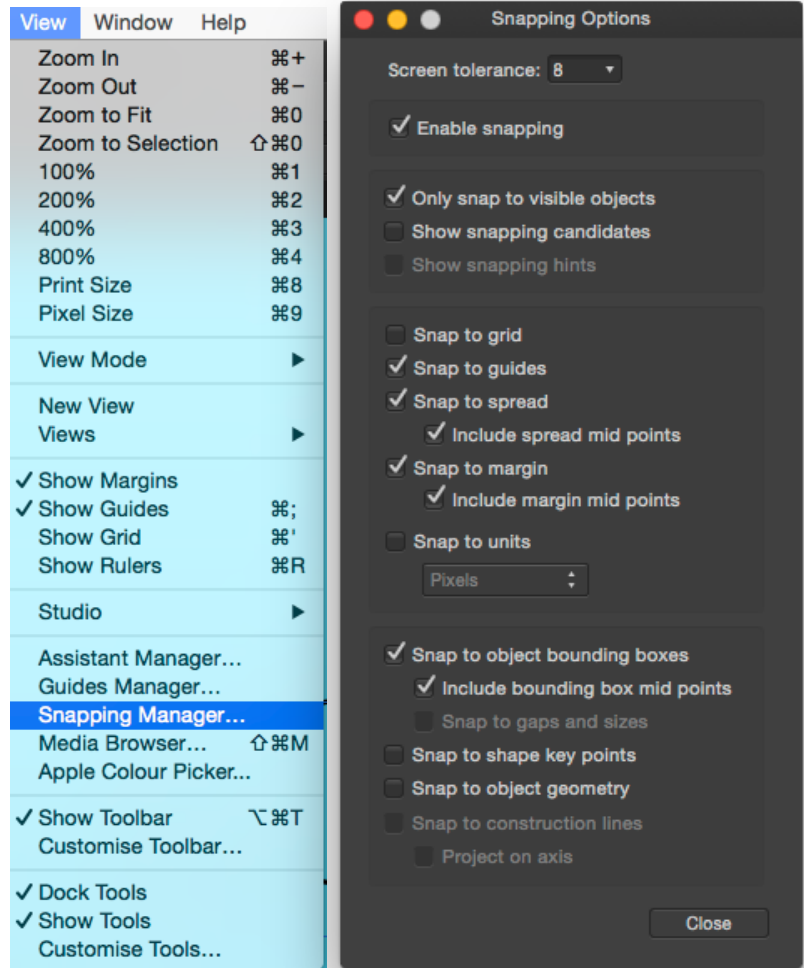 View Window Help
Zoom In ⌘+
Zoom Out ⌘−
Zoom to Fit ⌘0
Zoom to Selection ⇧⌘0
100% ⌘1
200% ⌘2
400% ⌘3
800% ⌘4
Print Size ⌘8
Pixel Size ⌘9
View Mode ▶
New View
Views ▶
✓ Show Margins
✓ Show Guides ⌘;
Show Grid ⌘'
Show Rulers ⌘R
Studio ▶
Assistant Manager...
Guides Manager...
Snapping Manager...
Media Browser... ⇧⌘M
Apple Colour Picker...
✓ Show Toolbar ⌥⌘T
Customise Toolbar...
✓ Dock Tools
✓ Show Tools
Customise Tools...
Snapping Options
Screen tolerance: 8
Enable snapping
Only snap to visible objects
Show snapping candidates
Show snapping hints
Snap to grid
Snap to guides
Snap to spread
Include spread mid points
Snap to margin
Include margin mid points
Snap to units
Pixels
Snap to object bounding boxes
Include bounding box mid points
Snap to gaps and sizes
Snap to shape key points
Snap to object geometry
Snap to construction lines
Project on axis
Close